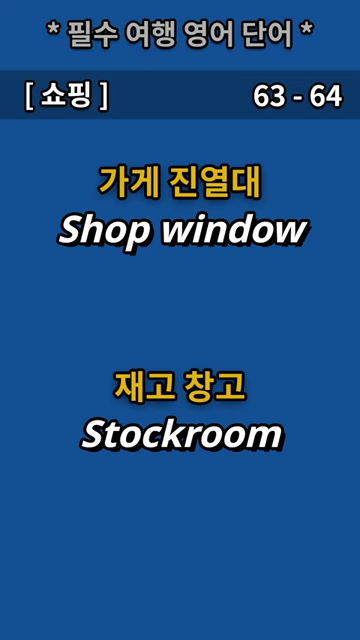 * 필수 여행 영어 단어 *
[ 쇼핑 ] 63 - 64
가게 진열대
Shop window
재고 창고
Stockroom